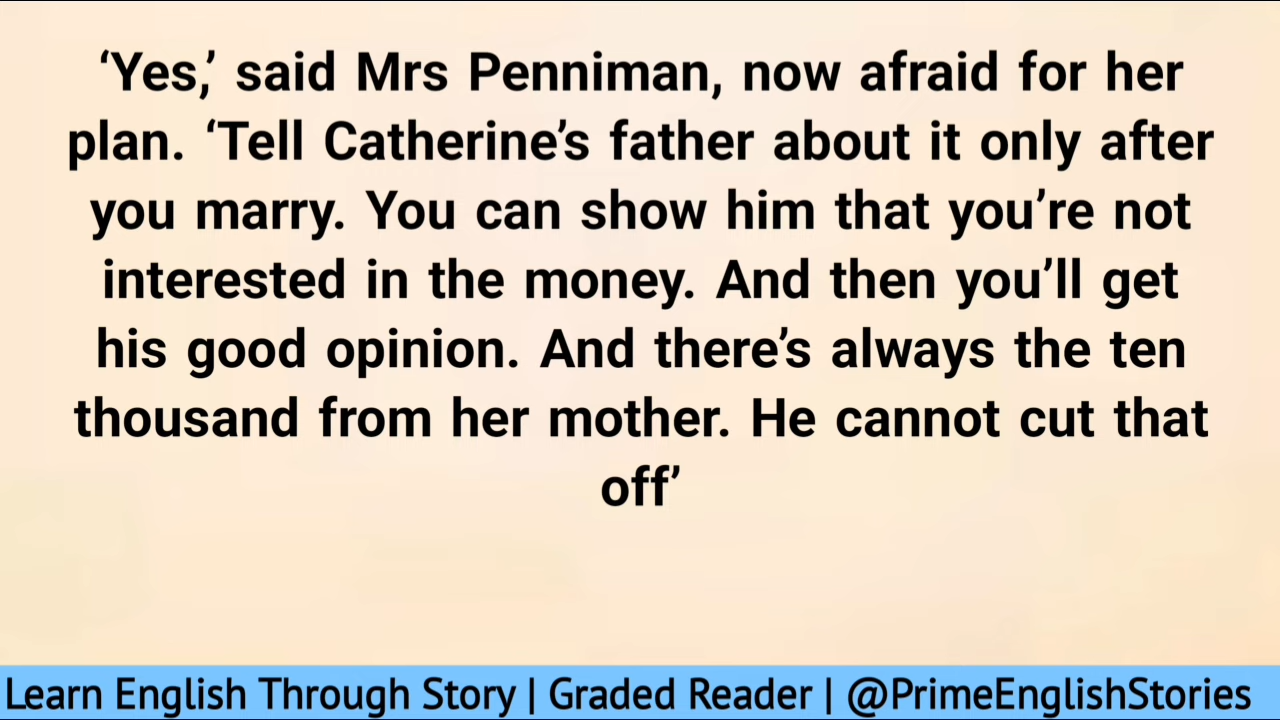 ‘Yes,’ said Mrs Penniman, now afraid for her
plan. ‘Tell Catherine’s father about it only after
you marry. You can show him that you’re not
interested in the money. And then you’ll get
his good opinion. And there’s always the ten
thousand from her mother. He cannot cut that
off’
Learn English Through Story | Graded Reader | @PrimeEnglishStories